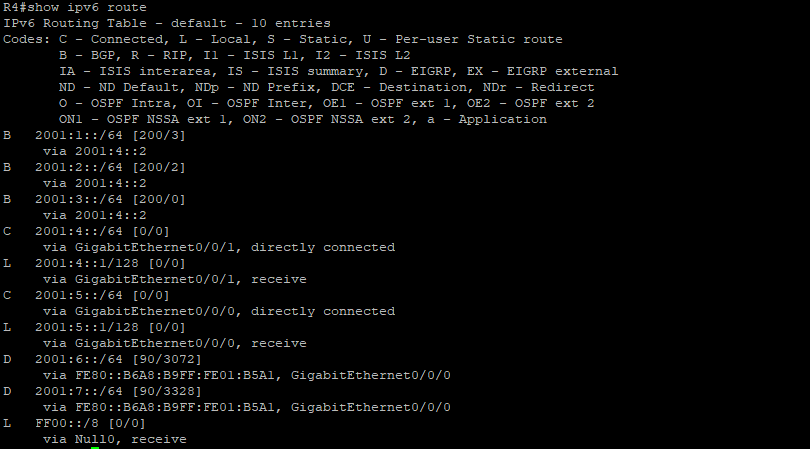 R4#show ipv6 route
IPv6 Routing Table - default - 10 entries
Codes: C - Connected, L - Local, S - Static, U - Per-user Static route
       B - BGP, R - RIP, I1 - ISIS L1, I2 - ISIS L2
       IA - ISIS interarea, IS - ISIS summary, D - EIGRP, EX - EIGRP external
       ND - ND Default, NDp - ND Prefix, DCE - Destination, NDr - Redirect
       O - OSPF Intra, OI - OSPF Inter, OE1 - OSPF ext 1, OE2 - OSPF ext 2
       ON1 - OSPF NSSA ext 1, ON2 - OSPF NSSA ext 2, a - Application
B   2001:1::/64 [200/3]
     via 2001:4::2
B   2001:2::/64 [200/2]
     via 2001:4::2
B   2001:3::/64 [200/0]
     via 2001:4::2
C   2001:4::/64 [0/0]
     via GigabitEthernet0/0/1, directly connected
L   2001:4::1/128 [0/0]
     via GigabitEthernet0/0/1, receive
C   2001:5::/64 [0/0]
     via GigabitEthernet0/0/0, directly connected
L   2001:5::1/128 [0/0]
     via GigabitEthernet0/0/0, receive
D   2001:6::/64 [90/3072]
     via FE80::B6A8:B9FF:FE01:B5A1, GigabitEthernet0/0/0
D   2001:7::/64 [90/3328]
     via FE80::B6A8:B9FF:FE01:B5A1, GigabitEthernet0/0/0
L   FF00::/8 [0/0]
     via Null0, receive